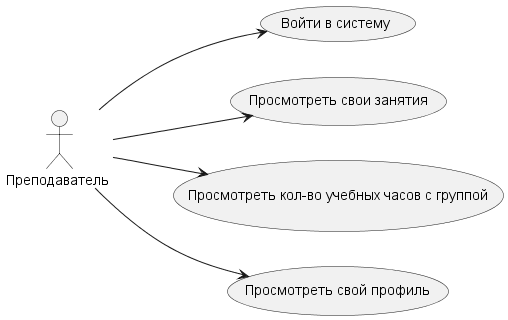 Войти в систему
Просмотреть свои занятия
Преподаватель
Просмотреть кол-во учебных часов с группой
Просмотреть свой профиль